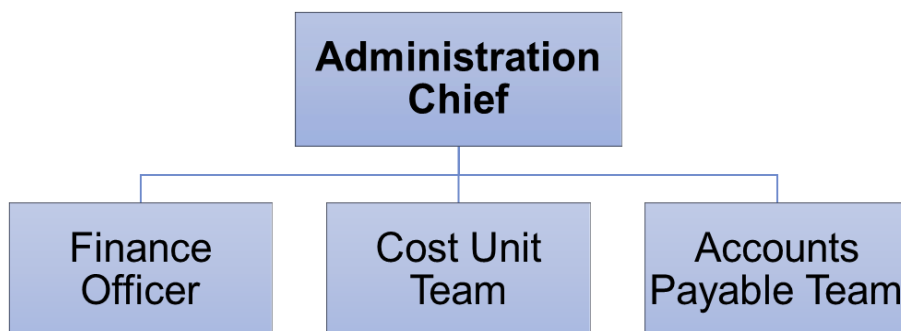 Administration
Chief
Finance
Officer
Cost Unit
Team
Accounts
Payable Team